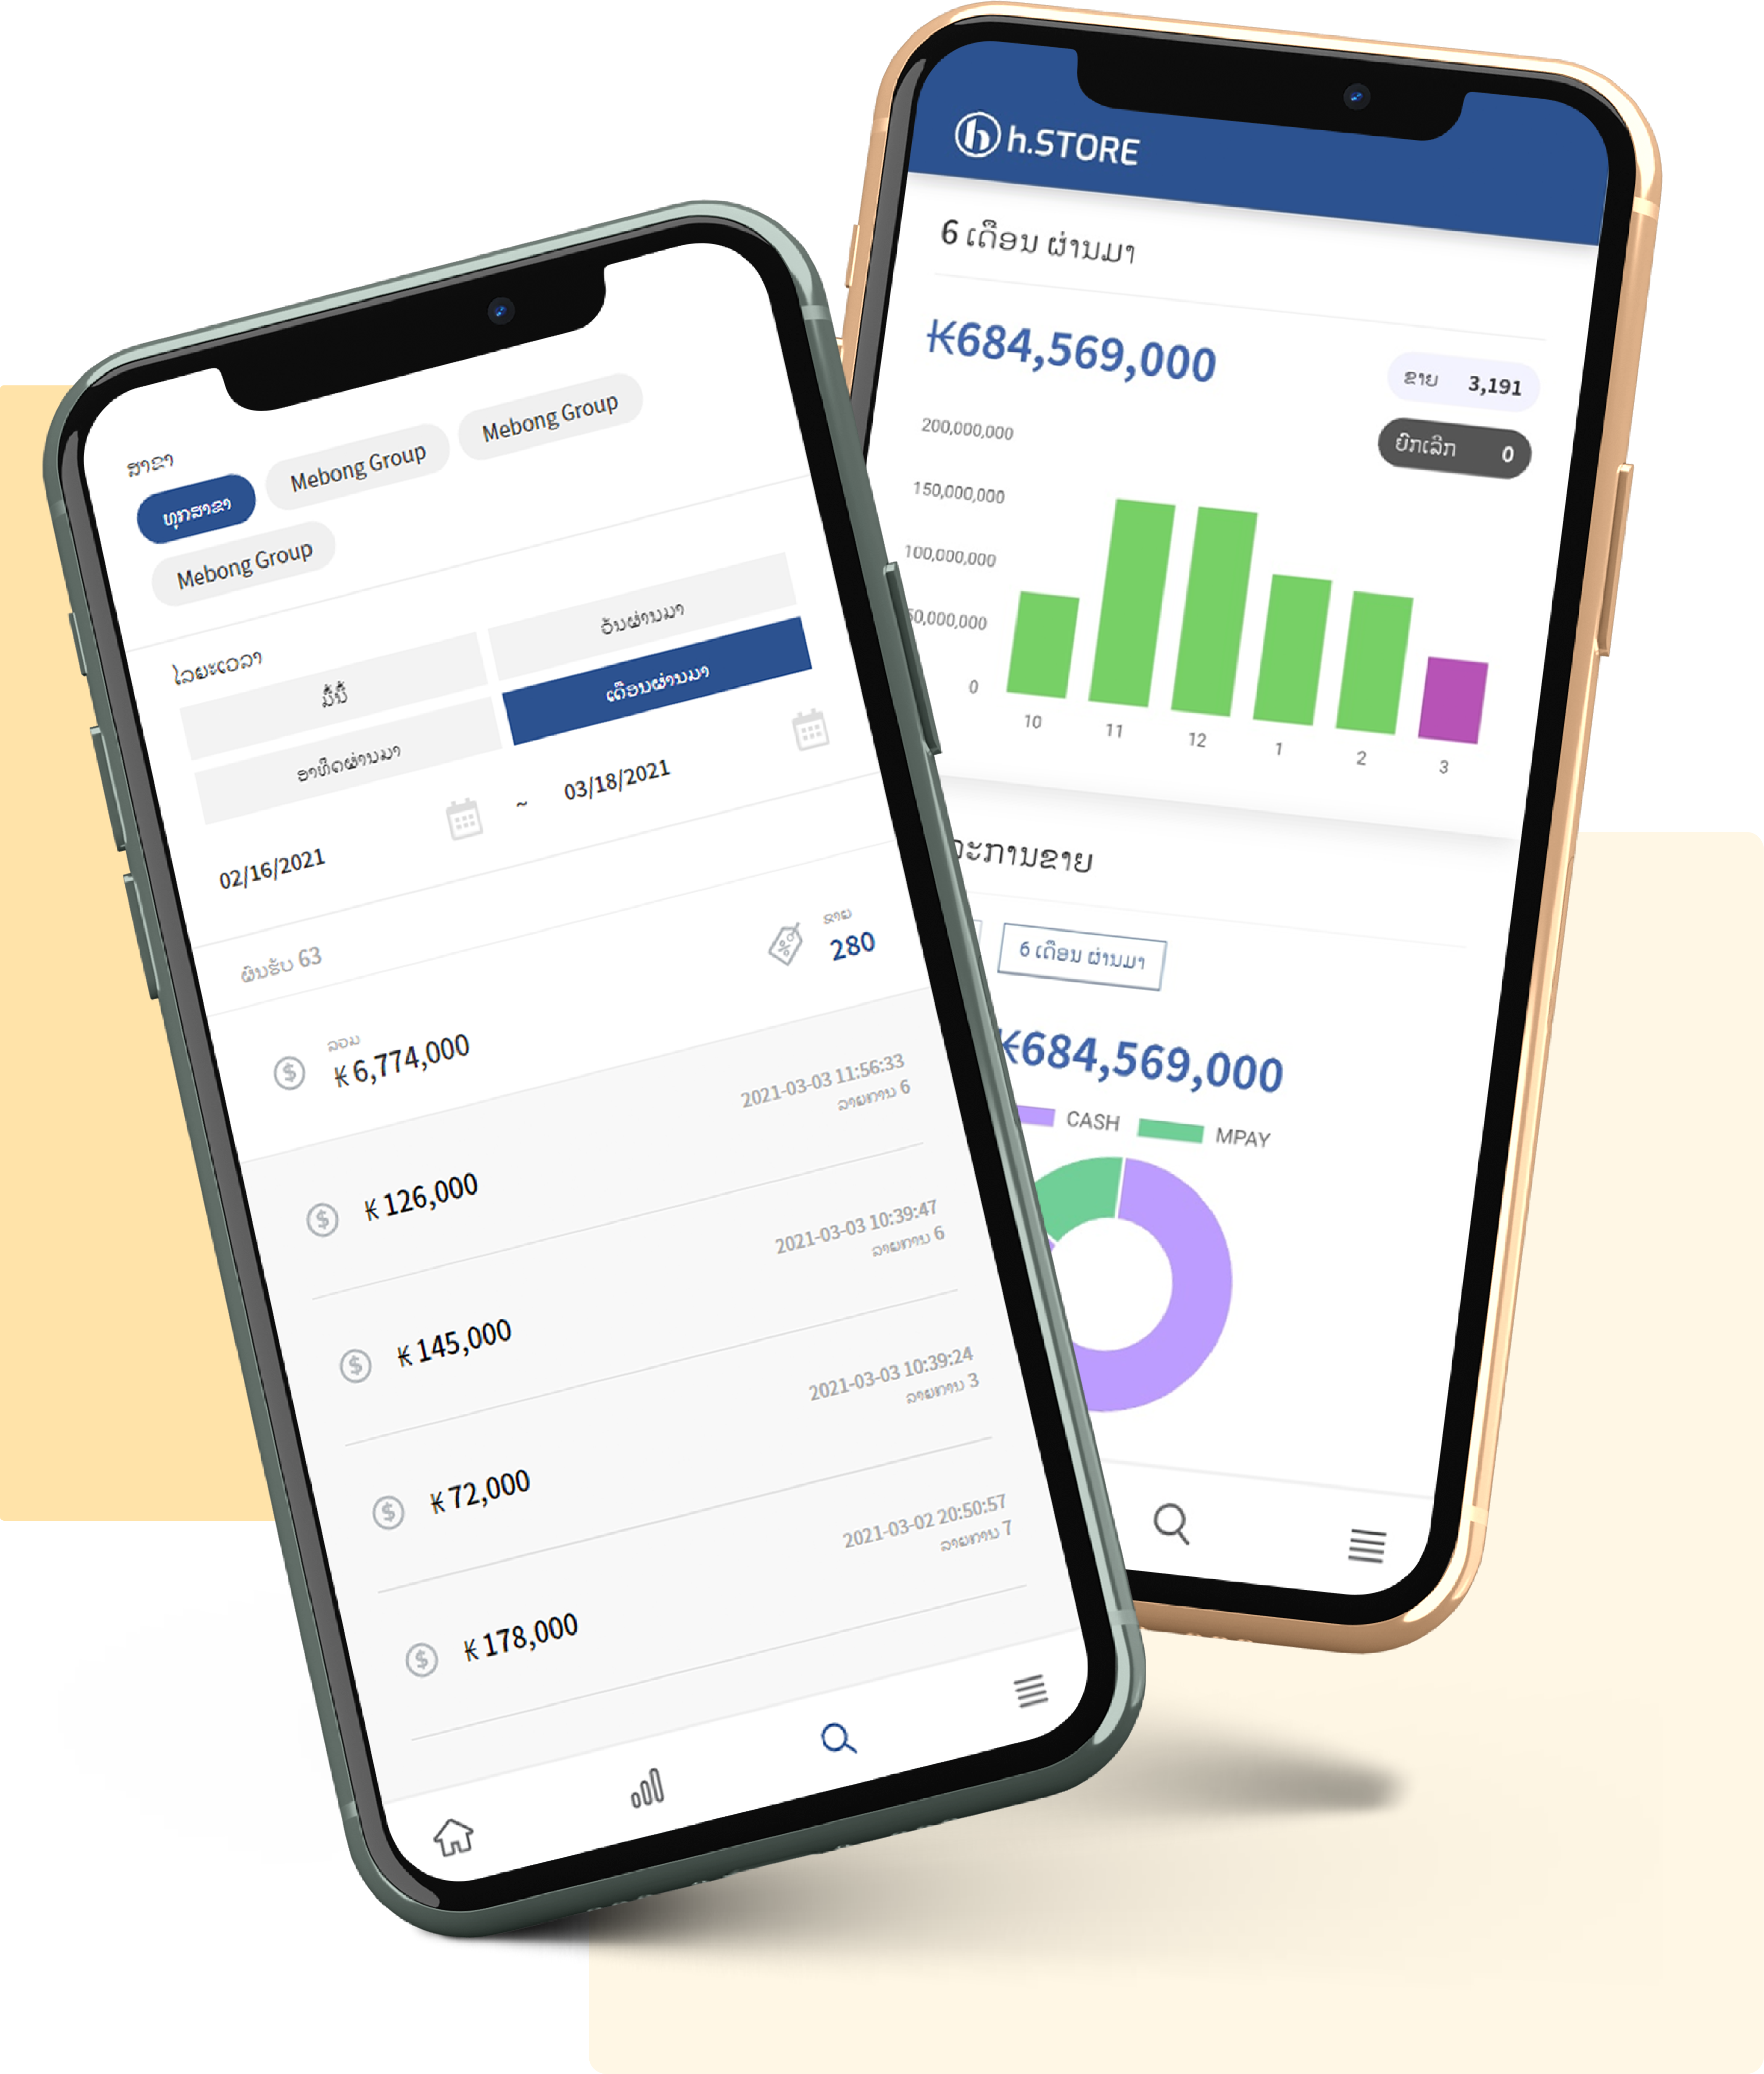 ສາຂາ
ທຸກສາຂາ
Mebong Group
Mebong Group
Mebong Group
ໄລຍະເວລາ
ມື້ນີ້
ວັນຜ່ານມາ
ອາທິດຜ່ານມາ
ເດືອນຜ່ານມາ
02/16/2021
~
03/18/2021
ຜົນຮັບ 63
ລວມ
₭ 6,774,000
ຂາຍ
280
₭ 126,000
2021-03-03 11:56:33
ລາຍການ 6
₭ 145,000
2021-03-03 10:39:47
ລາຍການ 6
₭ 72,000
2021-03-03 10:39:24
ລາຍການ 3
₭ 178,000
2021-03-02 20:50:57
ລາຍການ 7
h.STORE
6 ເດືອນ ຜ່ານມາ
₭684,569,000
ຂາຍ 3,191
ຍົກເລີກ 0
200,000,000
150,000,000
100,000,000
50,000,000
0
10 11 12 1 2 3
6 ເດືອນ ຜ່ານມາ
₭684,569,000
CASH MPAY